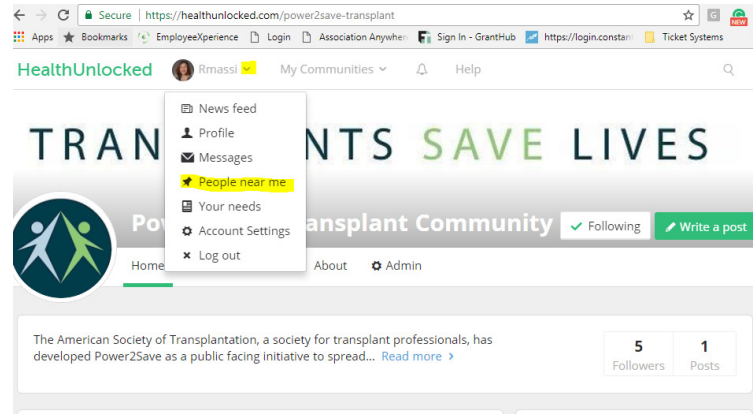 Secure | https://healthunlocked.com/power2save-transplant
Apps Bookmarks EmployeeXperience Login Association Anywher Sign In - GrantHub https://login.constan Ticket Systems
NEW
HealthUnlocked Rmassi My Communities Help
News feed
Profile
Messages
People near me
Your needs
Account Settings
Log out
TRAN NTS SAVE LIVES
Po ansplant Community Following Write a post
Home About Admin
The American Society of Transplantation, a society for transplant professionals, has
developed Power2Save as a public facing initiative to spread... Read more >
5 1
Followers Posts